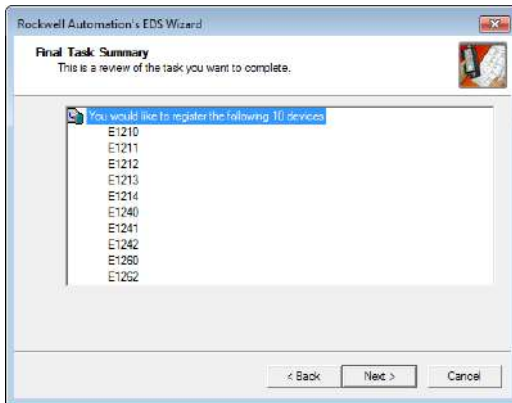 Rockwell Automation's EDS Wizard
Final Task Summary
This is a review of the task you want to complete.
You would like to register the following 10 devices
E1210
E1211
E1212
E1213
E1214
E1240
E1241
E1242
E1260
E1262
< Back
Next >
Cancel